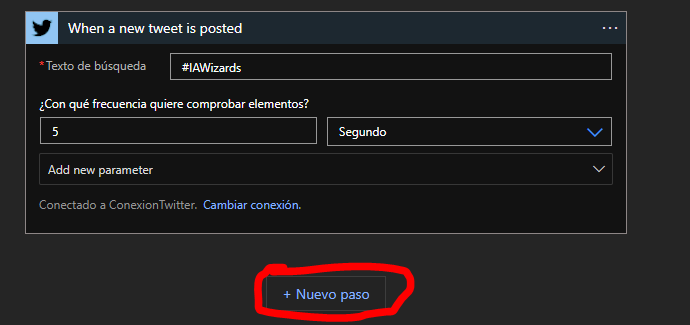 When a new tweet is posted
*Texto de búsqueda
#IAWizards
¿Con qué frecuencia quiere comprobar elementos?
5
Segundo
Add new parameter
Conectado a ConexionTwitter. Cambiar conexión.
+ Nuevo paso